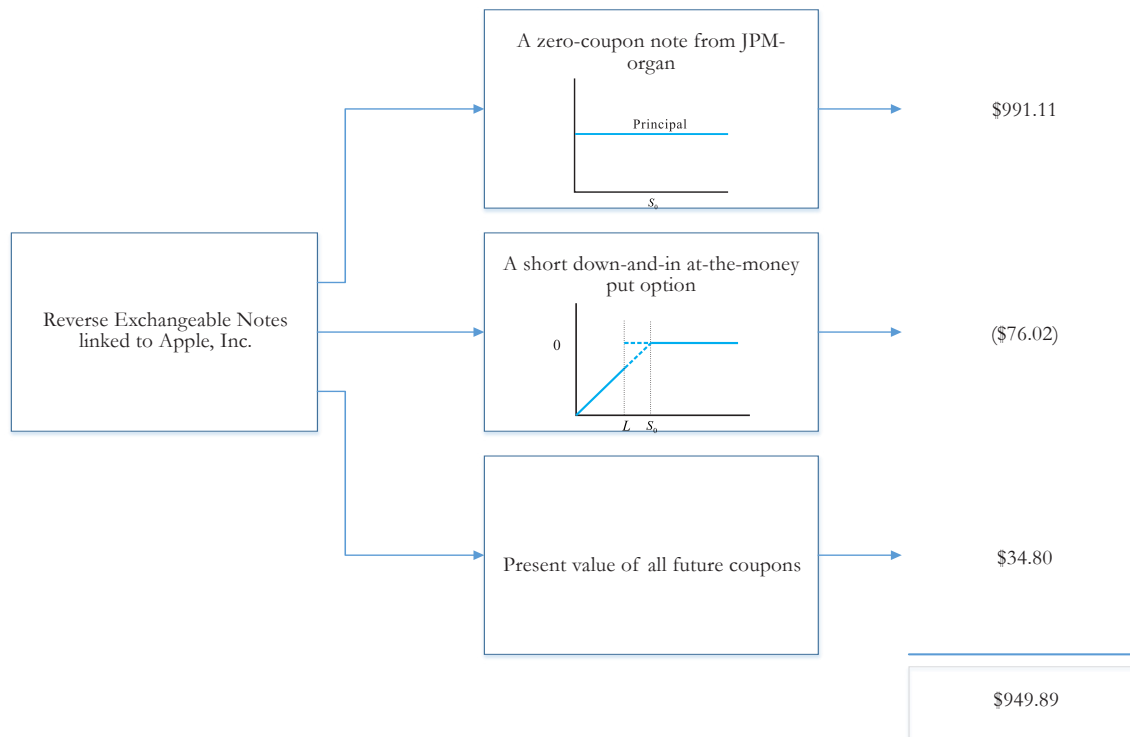 A zero-coupon note from JPM-
organ
Principal
S₀
$991.11
Reverse Exchangeable Notes
linked to Apple, Inc.
A short down-and-in at-the-money
put option
0
L S₀
($76.02)
Present value of all future coupons
$34.80
$949.89